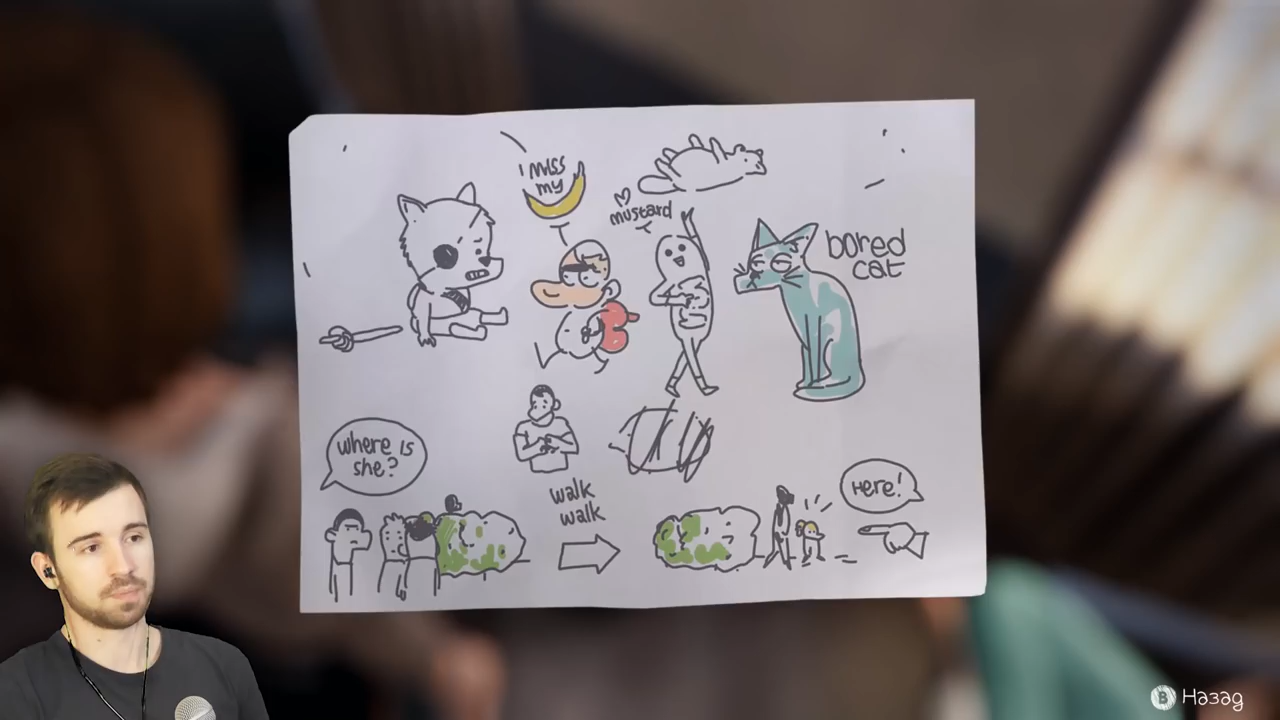 I MISS
my
mustard
bored
cat
where is
she?
walk
walk
Here!
B Назад